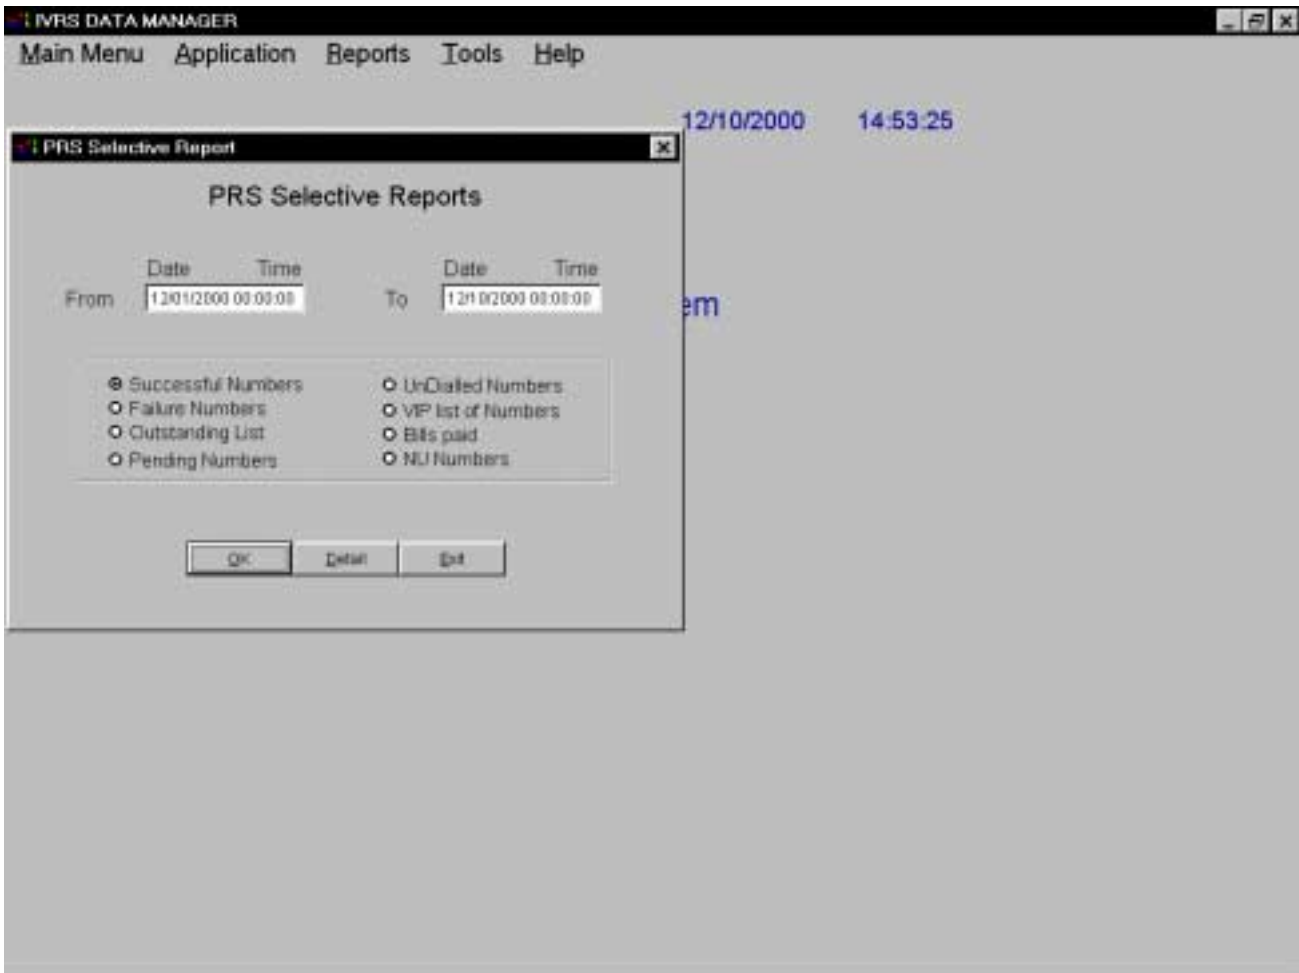 IVRS DATA MANAGER
Main Menu Application Reports Tools Help
12/10/2000 14:53:25
PRS Selective Report
PRS Selective Reports
Date Time Date Time
From 12/01/2000 00:00:00 To 12/10/2000 00:00:00
em
Successful Numbers UnDialled Numbers
Failure Numbers VIP list of Numbers
Outstanding List Bills paid
Pending Numbers NU Numbers
OK Detail Exit